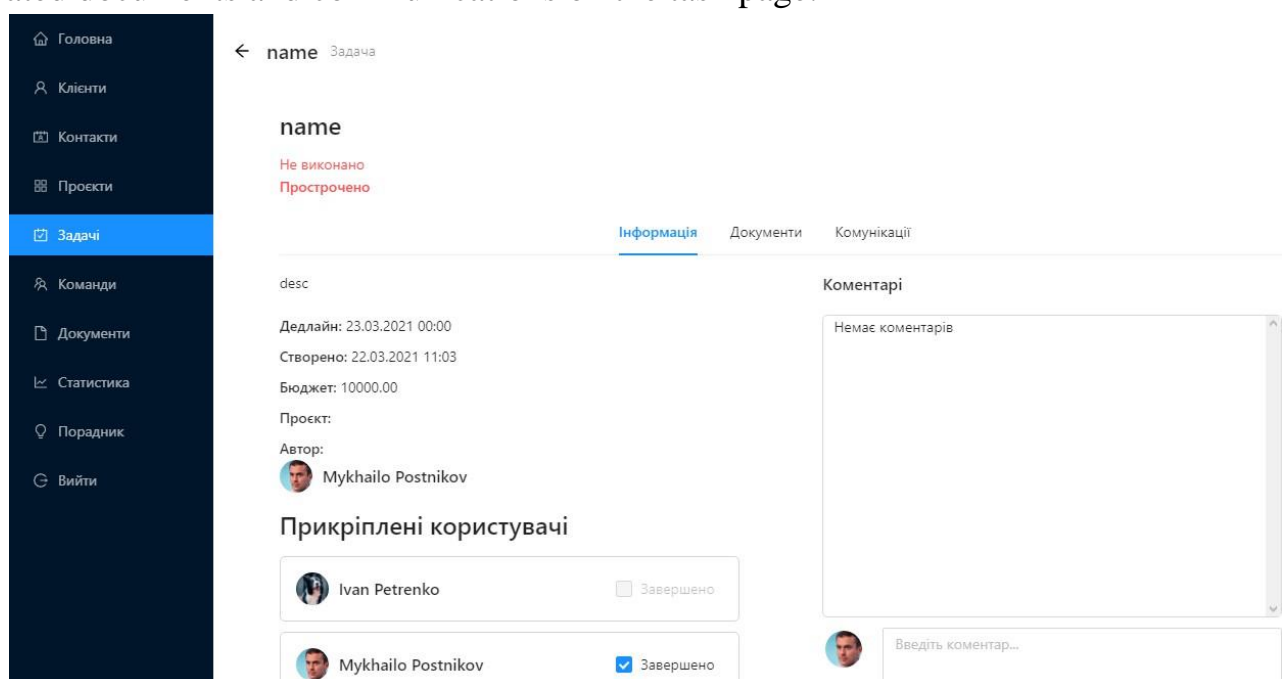 Головна
Клієнти
Контакти
Проєкти
Задачі
Команди
Документи
Статистика
Порадник
Вийти
name Задача
name
Не виконано
Прострочено
Інформація Документи Комунікації
desc
Дедлайн: 23.03.2021 00:00
Створено: 22.03.2021 11:03
Бюджет: 10000.00
Проєкт:
Автор:
Mykhailo Postnikov
Прикріплені користувачі
Ivan Petrenko Завершено
Mykhailo Postnikov Завершено
Коментарі
Немає коментарів
Введіть коментар...